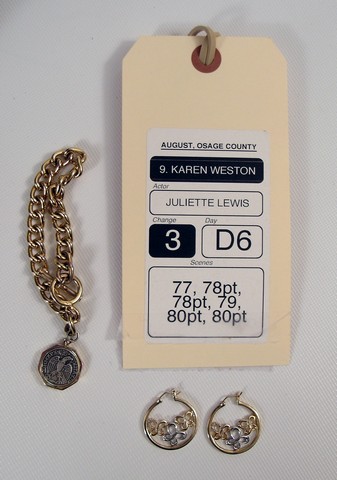 AUGUST, OSAGE COUNTY
9. KAREN WESTON
Actor
JULIETTE LEWIS
Change Day
3 D6
Scenes
77, 78pt,
78pt, 79,
80pt, 80pt